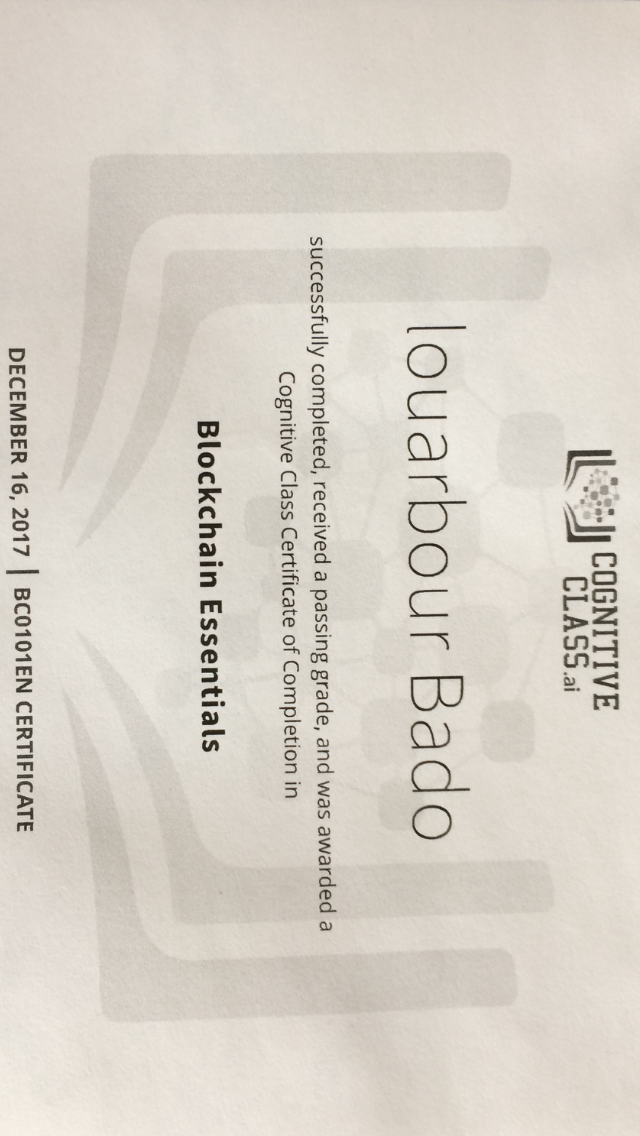 COGNITIVE
CLASS.ai
louarbour Bado
successfully completed, received a passing grade, and was awarded a
Cognitive Class Certificate of Completion in
Blockchain Essentials
DECEMBER 16, 2017 | BC0101EN CERTIFICATE